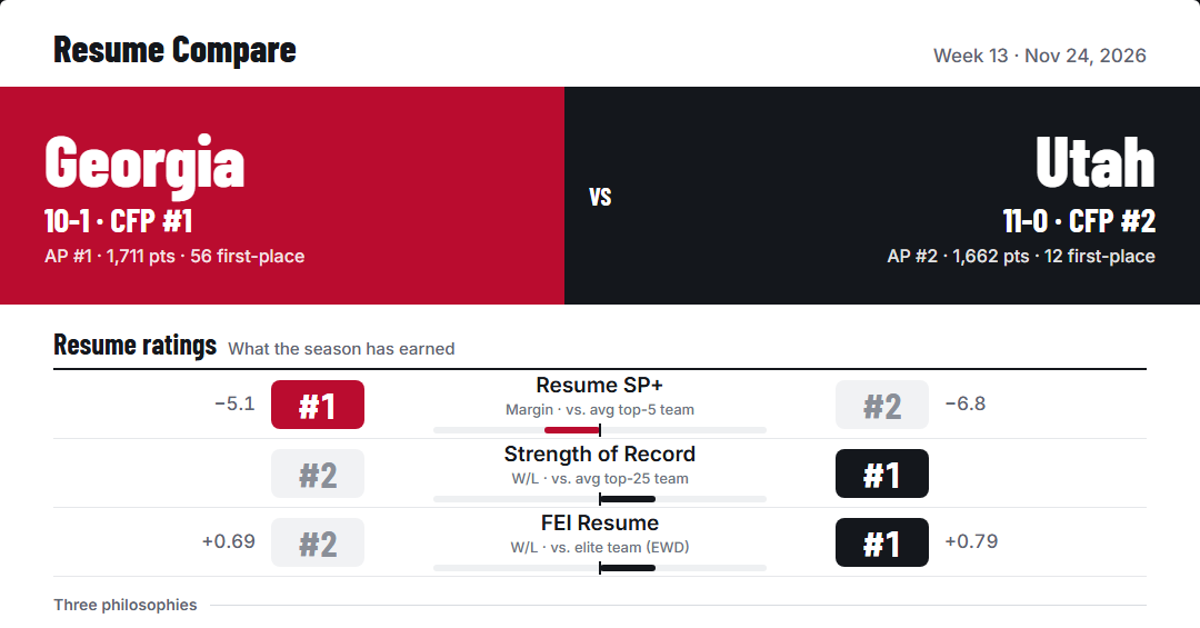 Resume Compare
Week 13 · Nov 24, 2026
Georgia
10-1 · CFP #1
AP #1 · 1,711 pts · 56 first-place
VS
Utah
11-0 · CFP #2
AP #2 · 1,662 pts · 12 first-place
Resume ratings What the season has earned
−5.1 #1 Resume SP+ #2 −6.8
Margin · vs. avg top-5 team
#2 Strength of Record #1
W/L · vs. avg top-25 team
+0.69 #2 FEI Resume #1 +0.79
W/L · vs. elite team (EWD)
Three philosophies